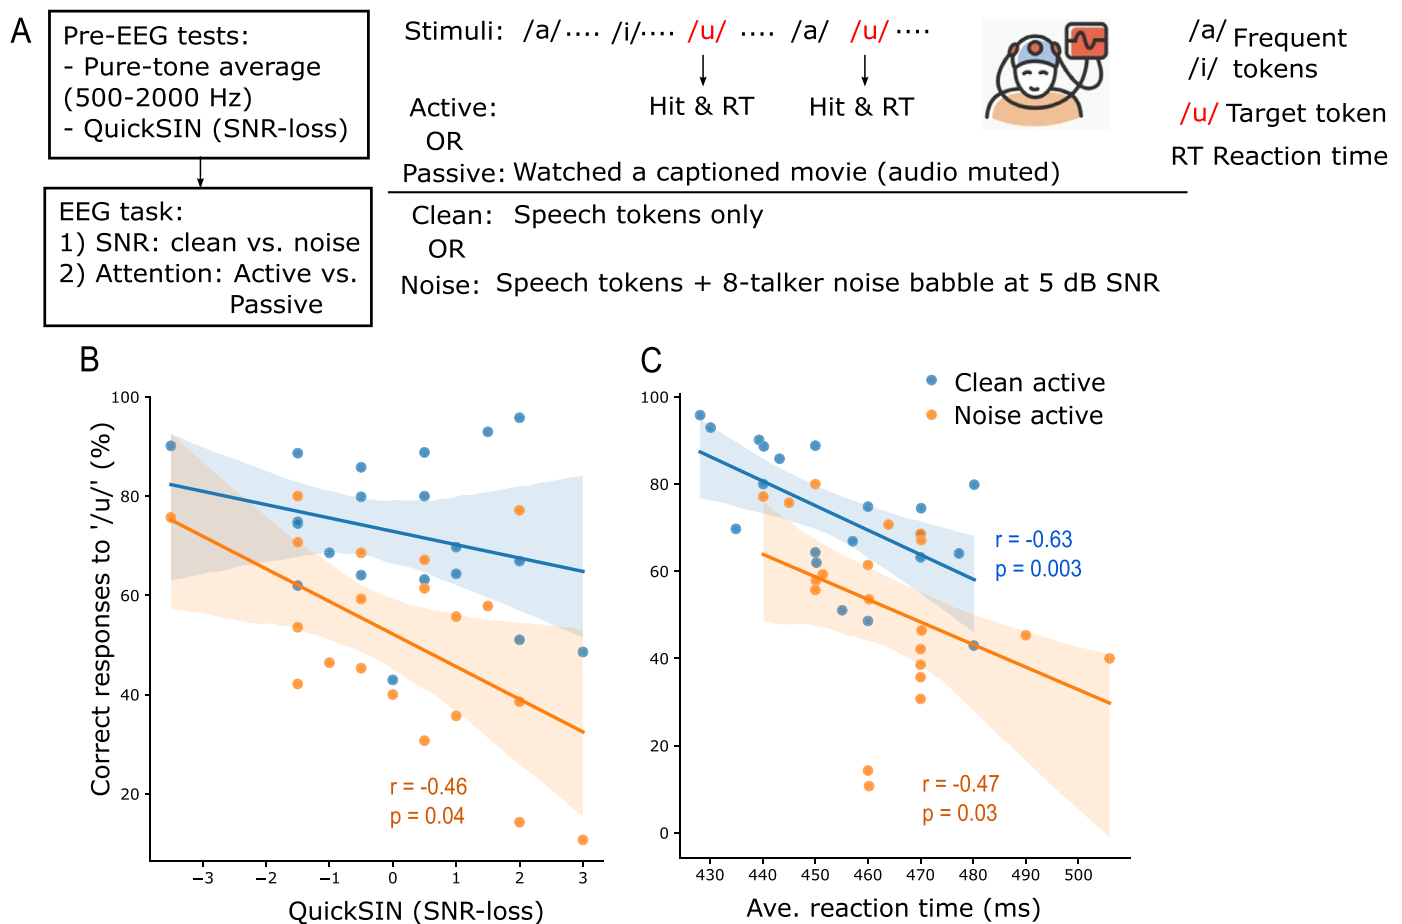 A
Pre-EEG tests:
- Pure-tone average
(500-2000 Hz)
- QuickSIN (SNR-loss)
EEG task:
1) SNR: clean vs. noise
2) Attention: Active vs.
Passive
Stimuli: /a/ ···· /i/ ···· /u/ ···· /a/ /u/ ····
Active: Hit & RT Hit & RT
OR
Passive: Watched a captioned movie (audio muted)
Clean: Speech tokens only
OR
Noise: Speech tokens + 8-talker noise babble at 5 dB SNR
/a/ Frequent
/i/ tokens
/u/ Target token
RT Reaction time
B
Correct responses to '/u/' (%)
100
80
60
40
20
r = -0.46
p = 0.04
−3 −2 −1 0 1 2 3
QuickSIN (SNR-loss)
C
Clean active
Noise active
100
80
60
40
20
0
r = -0.63
p = 0.003
r = -0.47
p = 0.03
430 440 450 460 470 480 490 500
Ave. reaction time (ms)